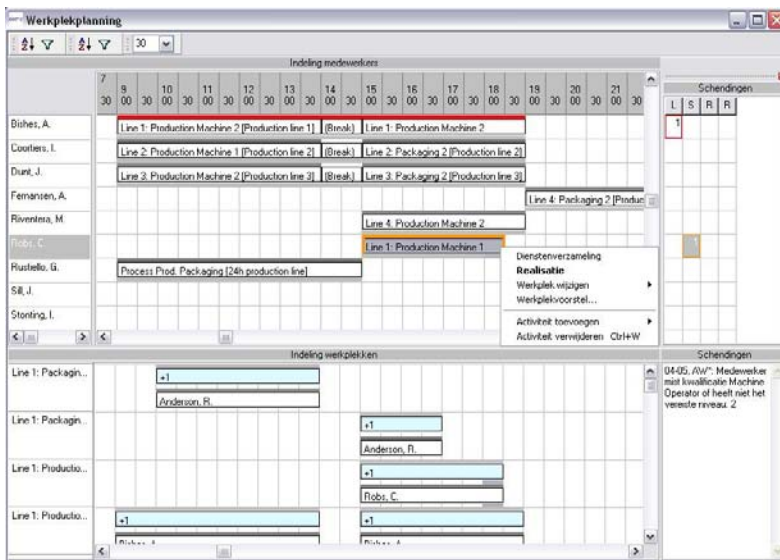 Werkplekplanning
30
Indeling medewerkers
7 9 10 11 12 13 14 15 16 17 18 19 20 21
30 00 30 00 30 00 30 00 30 00 30 00 30 00 30 00 30 00 30 00 30 00 30 00 30 00 30
Schendingen
L S R R
Bishes, A.
Line 1: Production Machine 2 [Production line 1] (Break) Line 1: Production Machine 2
1
Line 2: Production Machine 1 [Production line 2] (Break) Line 2: Packaging 2 [Production line 2]
Dunt, J.
Line 3: Production Machine 2 [Production line 3] (Break) Line 3: Packaging 2 [Production line 3]
Fernansen, A.
Line 4: Packaging 2 [Produc
Riventera, M.
Line 4: Production Machine 2
Robs, C.
Line 1: Production Machine 1
1
Rustiello, G.
Process Prod. Packaging [24h production line]
Sill, J.
Stonting, I.
Dienstenverzameling
Realisatie
Werkplek wijzigen
Werkplekvoorstel...
Activiteit toevoegen
Activiteit verwijderen Ctrl+W
Indeling werkplekken
Schendingen
Line 1: Packagin...
+1
Anderson, R.
Line 1: Packagin...
+1
Anderson, R.
Line 1: Productio...
+1
Robs, C.
Line 1: Productio...
+1 +1
04-05, AW*: Medewerker
mist kwalificatie Machine
Operator of heeft niet het
vereiste niveau: 2